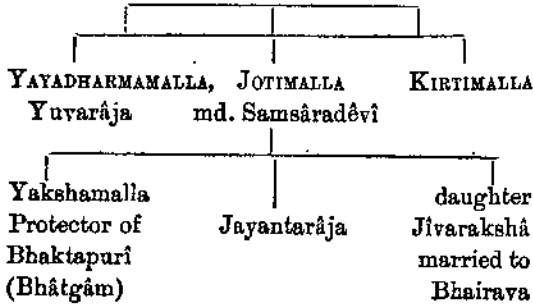 YAYADHARMAMALLA, JOTIMALLA KIRTIMALLA
Yuvarâja md. Samsâradêvî
Yakshamalla daughter
Protector of Jayantarâja Jîvarakshâ
Bhaktapurî married to
(Bhâtgâm) Bhairava